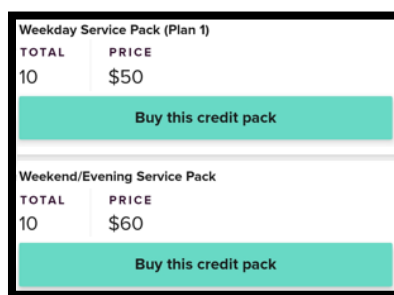 Weekday Service Pack (Plan 1)
TOTAL PRICE
10 $50
Buy this credit pack
Weekend/Evening Service Pack
TOTAL PRICE
10 $60
Buy this credit pack